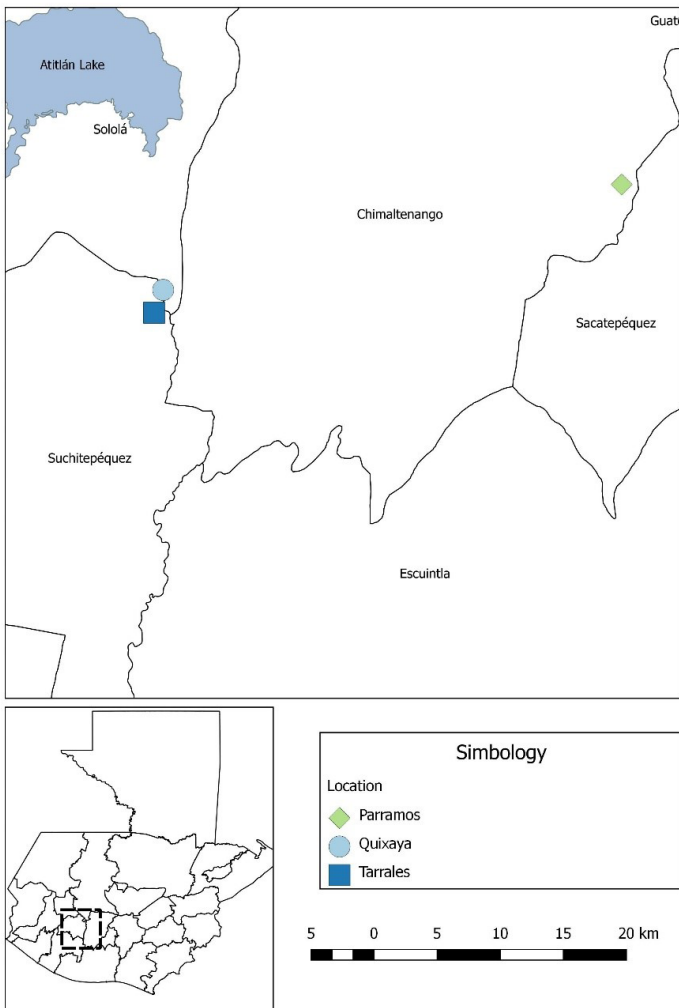 Guat
Atitlán Lake
Sololá
Chimaltenango
Sacatepéquez
Suchitepéquez
Escuintla
Simbology
Location
Parramos
Quixaya
Tarrales
5 0 5 10 15 20 km